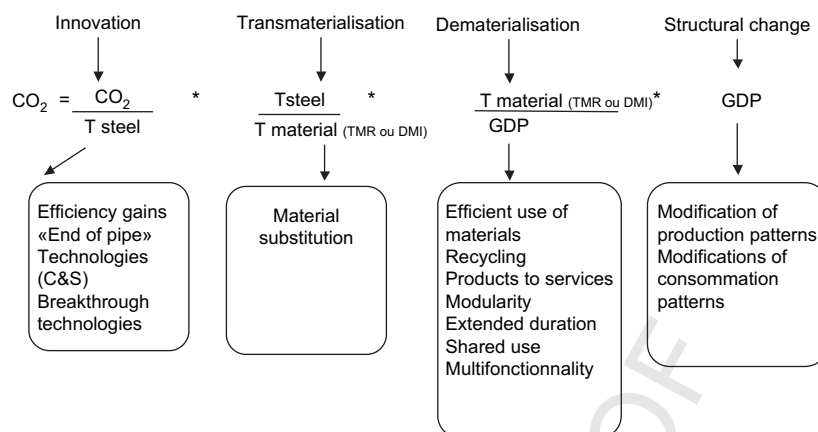 Innovation Transmaterialisation Dematerialisation Structural change
CO2 = CO2 * Tsteel * T material (TMR ou DMI)* GDP
T steel T material (TMR ou DMI) GDP
Efficiency gains
«End of pipe»
Technologies
(C&S)
Breakthrough
technologies
Material
substitution
Efficient use of
materials
Recycling
Products to services
Modularity
Extended duration
Shared use
Multifonctionnality
Modification of
production patterns
Modifications of
consommation
patterns
OF